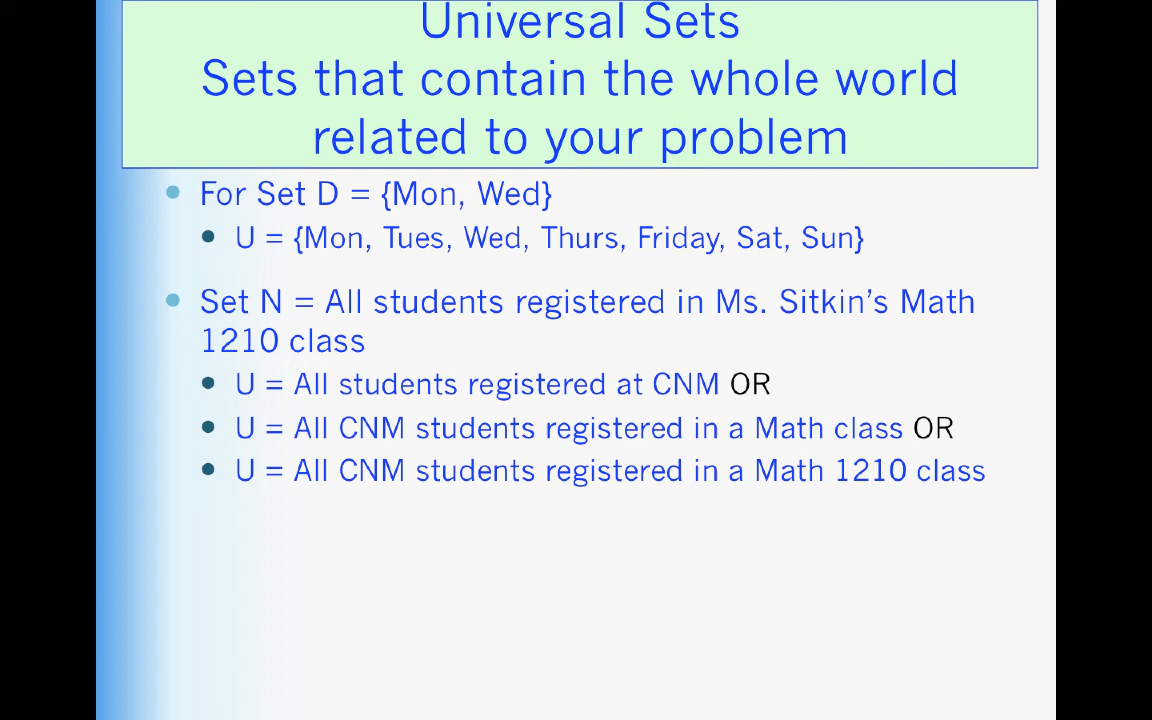 Universal Sets
Sets that contain the whole world
related to your problem
• For Set D = {Mon, Wed}
• U = {Mon, Tues, Wed, Thurs, Friday, Sat, Sun}
• Set N = All students registered in Ms. Sitkin’s Math
1210 class
• U = All students registered at CNM OR
• U = All CNM students registered in a Math class OR
• U = All CNM students registered in a Math 1210 class